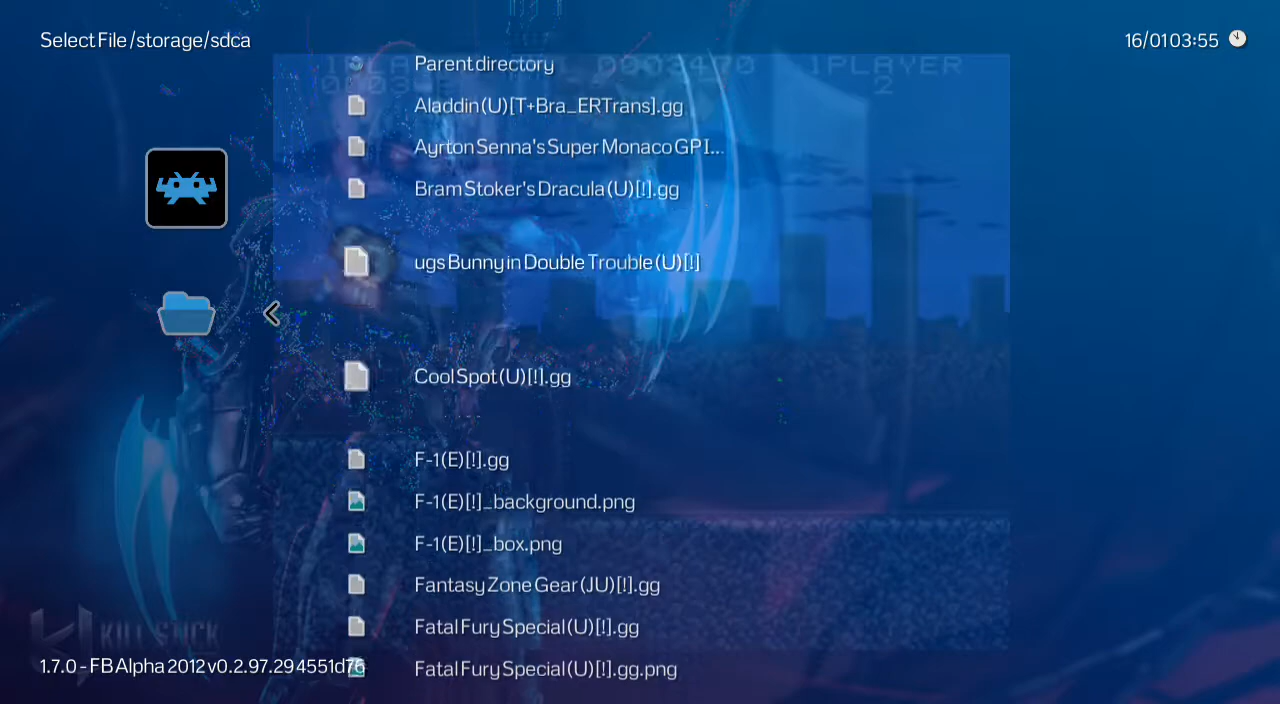 Select File /storage/sdca
16/01 03:55
1PLAYER
2
Parent directory
Aladdin (U) [T+Bra_ERTrans].gg
Ayrton Senna's Super Monaco GP I...
Bram Stoker's Dracula (U) [!].gg
ugs Bunny in Double Trouble (U) [!]
Cool Spot (U) [!].gg
F-1 (E) [!].gg
F-1 (E) [!]_background.png
F-1 (E) [!]_box.png
Fantasy Zone Gear (JU) [!].gg
Fatal Fury Special (U) [!].gg
Fatal Fury Special (U) [!].gg.png
1.7.0 - FB Alpha 2012 v0.2.97.29 4551d7